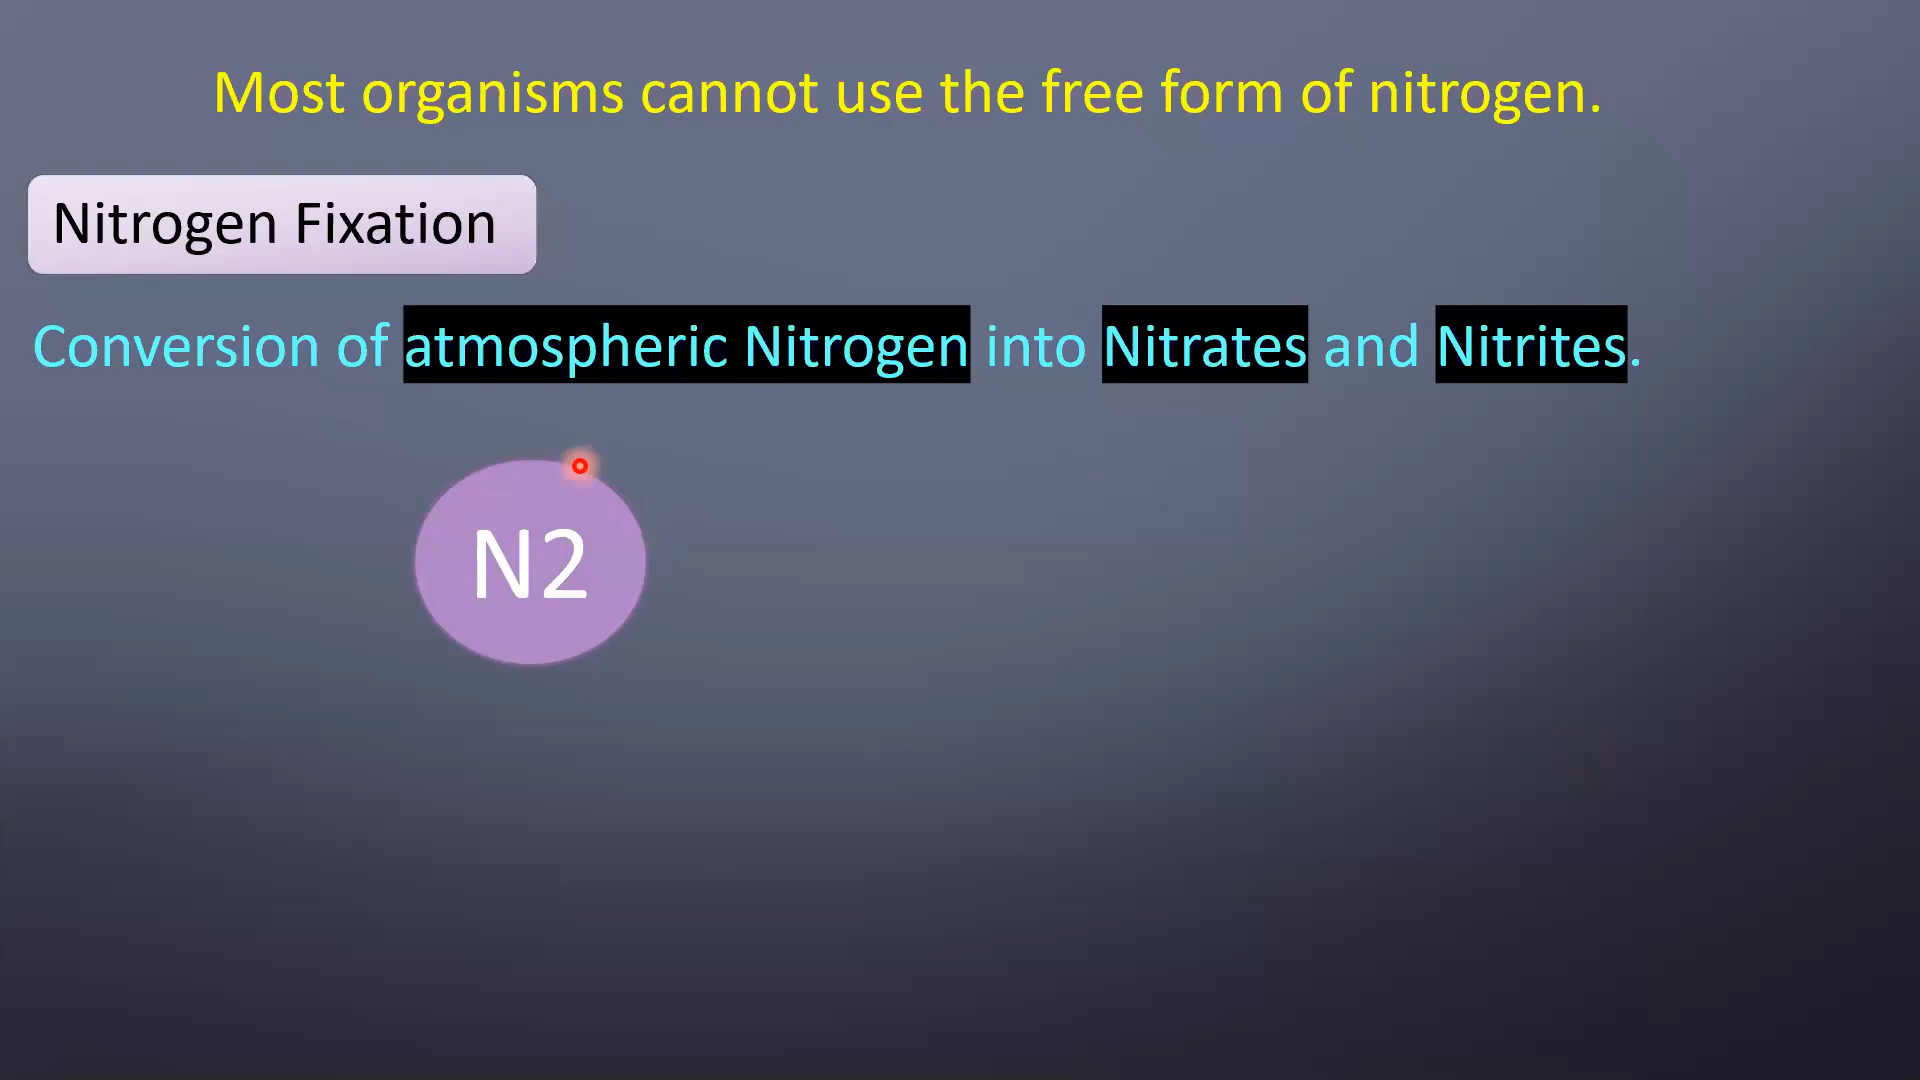 Most organisms cannot use the free form of nitrogen.
Nitrogen Fixation
Conversion of atmospheric Nitrogen into Nitrates and Nitrites.
N2